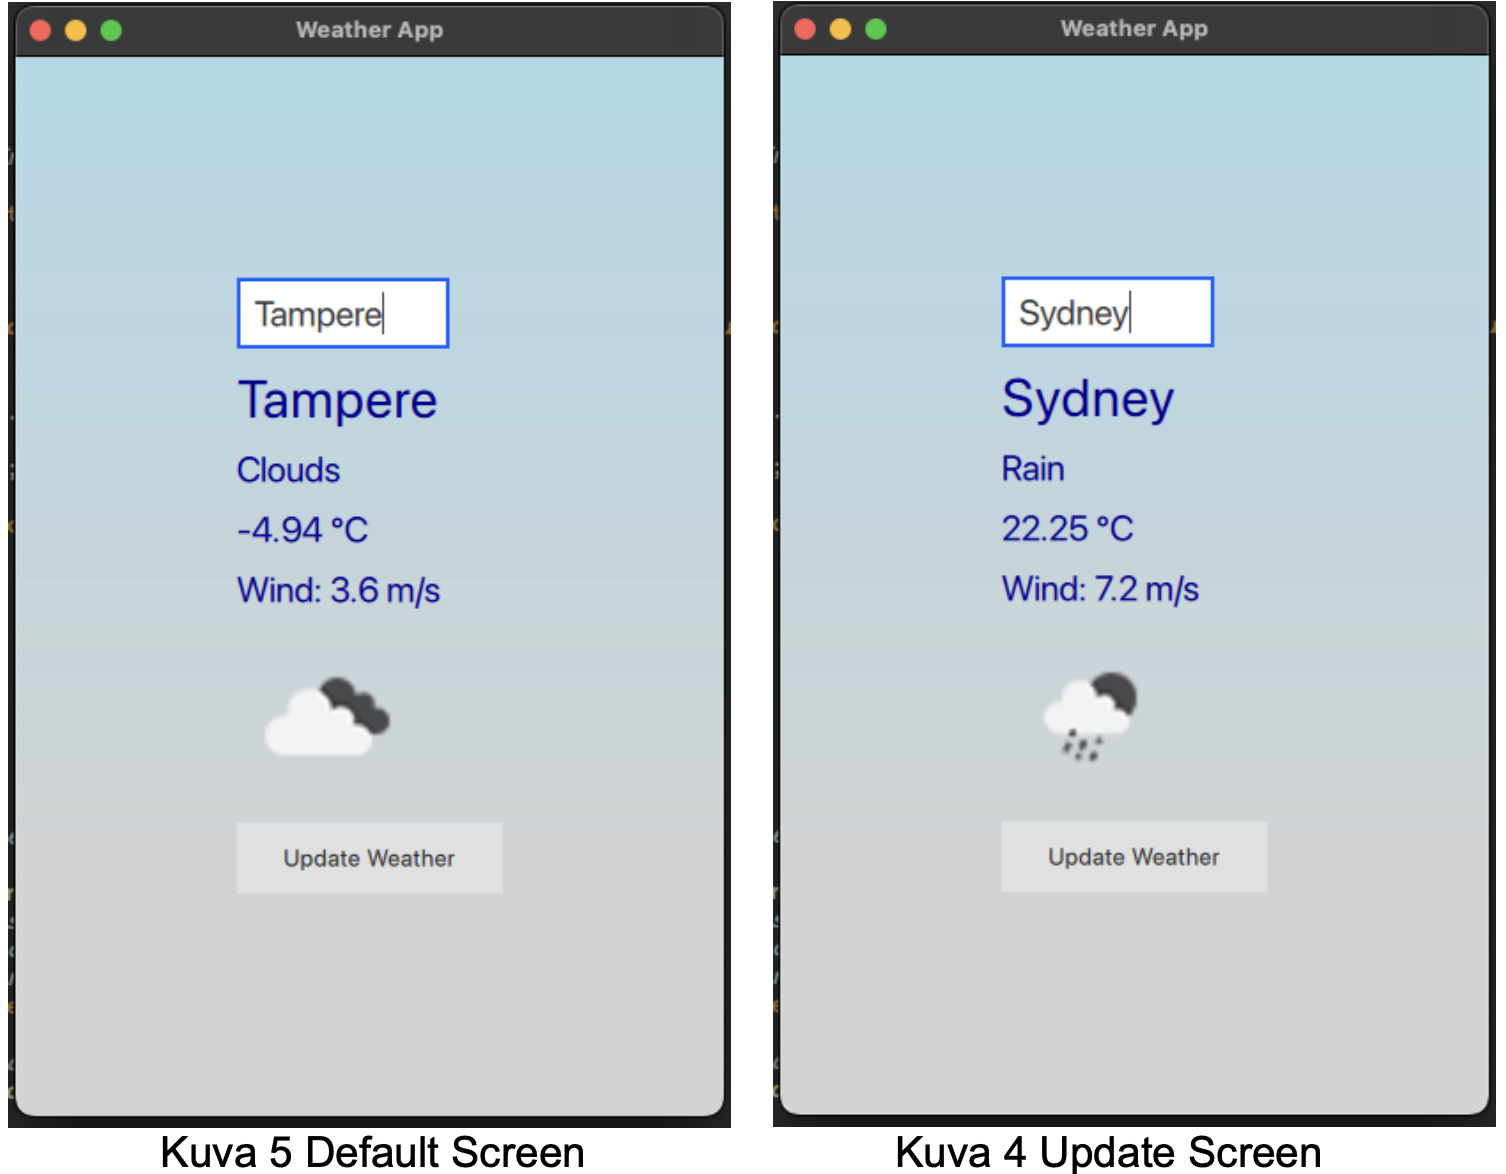 Weather App
Tampere
Tampere
Clouds
-4.94 °C
Wind: 3.6 m/s
Update Weather
Kuva 5 Default Screen
Weather App
Sydney
Sydney
Rain
22.25 °C
Wind: 7.2 m/s
Update Weather
Kuva 4 Update Screen